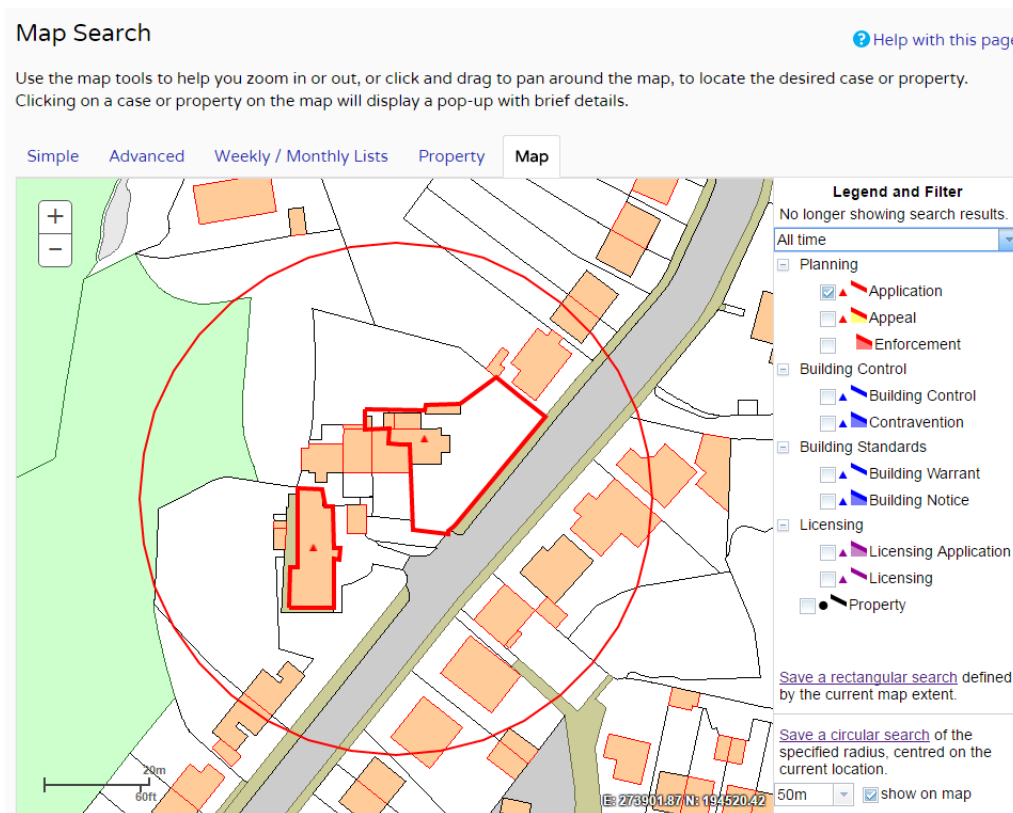 Map Search
Help with this page
Use the map tools to help you zoom in or out, or click and drag to pan around the map, to locate the desired case or property.
Clicking on a case or property on the map will display a pop-up with brief details.
Simple Advanced Weekly / Monthly Lists Property Map
+
−
20m
60ft
E: 273901.87 N: 194520.42
Legend and Filter
No longer showing search results.
All time
Planning
Application
Appeal
Enforcement
Building Control
Building Control
Contravention
Building Standards
Building Warrant
Building Notice
Licensing
Licensing Application
Licensing
Property
Save a rectangular search defined
by the current map extent.
Save a circular search of the
specified radius, centred on the
current location.
50m show on map